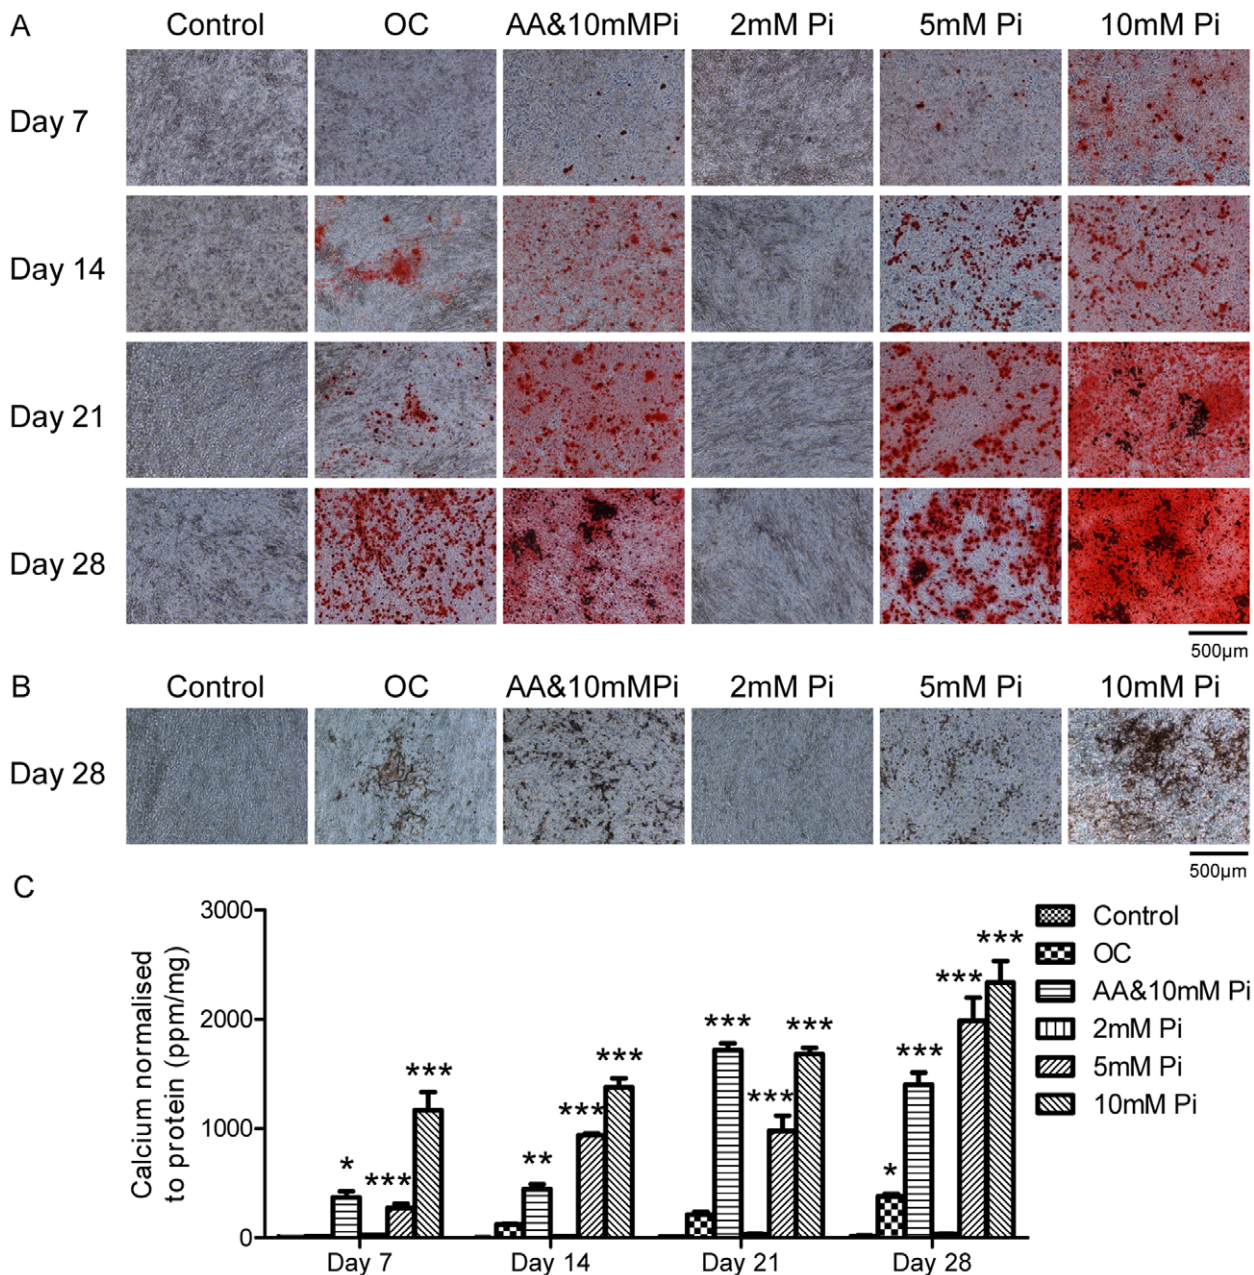 A
Control OC AA&10mMPi 2mM Pi 5mM Pi 10mM Pi
Day 7
Day 14
Day 21
Day 28
500µm
B
Control OC AA&10mMPi 2mM Pi 5mM Pi 10mM Pi
Day 28
500µm
C
Calcium normalised
to protein (ppm/mg)
3000
2000
1000
0
* *** ***
** *** ***
*** *** ***
* *** *** ***
Day 7 Day 14 Day 21 Day 28
Control
OC
AA&10mM Pi
2mM Pi
5mM Pi
10mM Pi